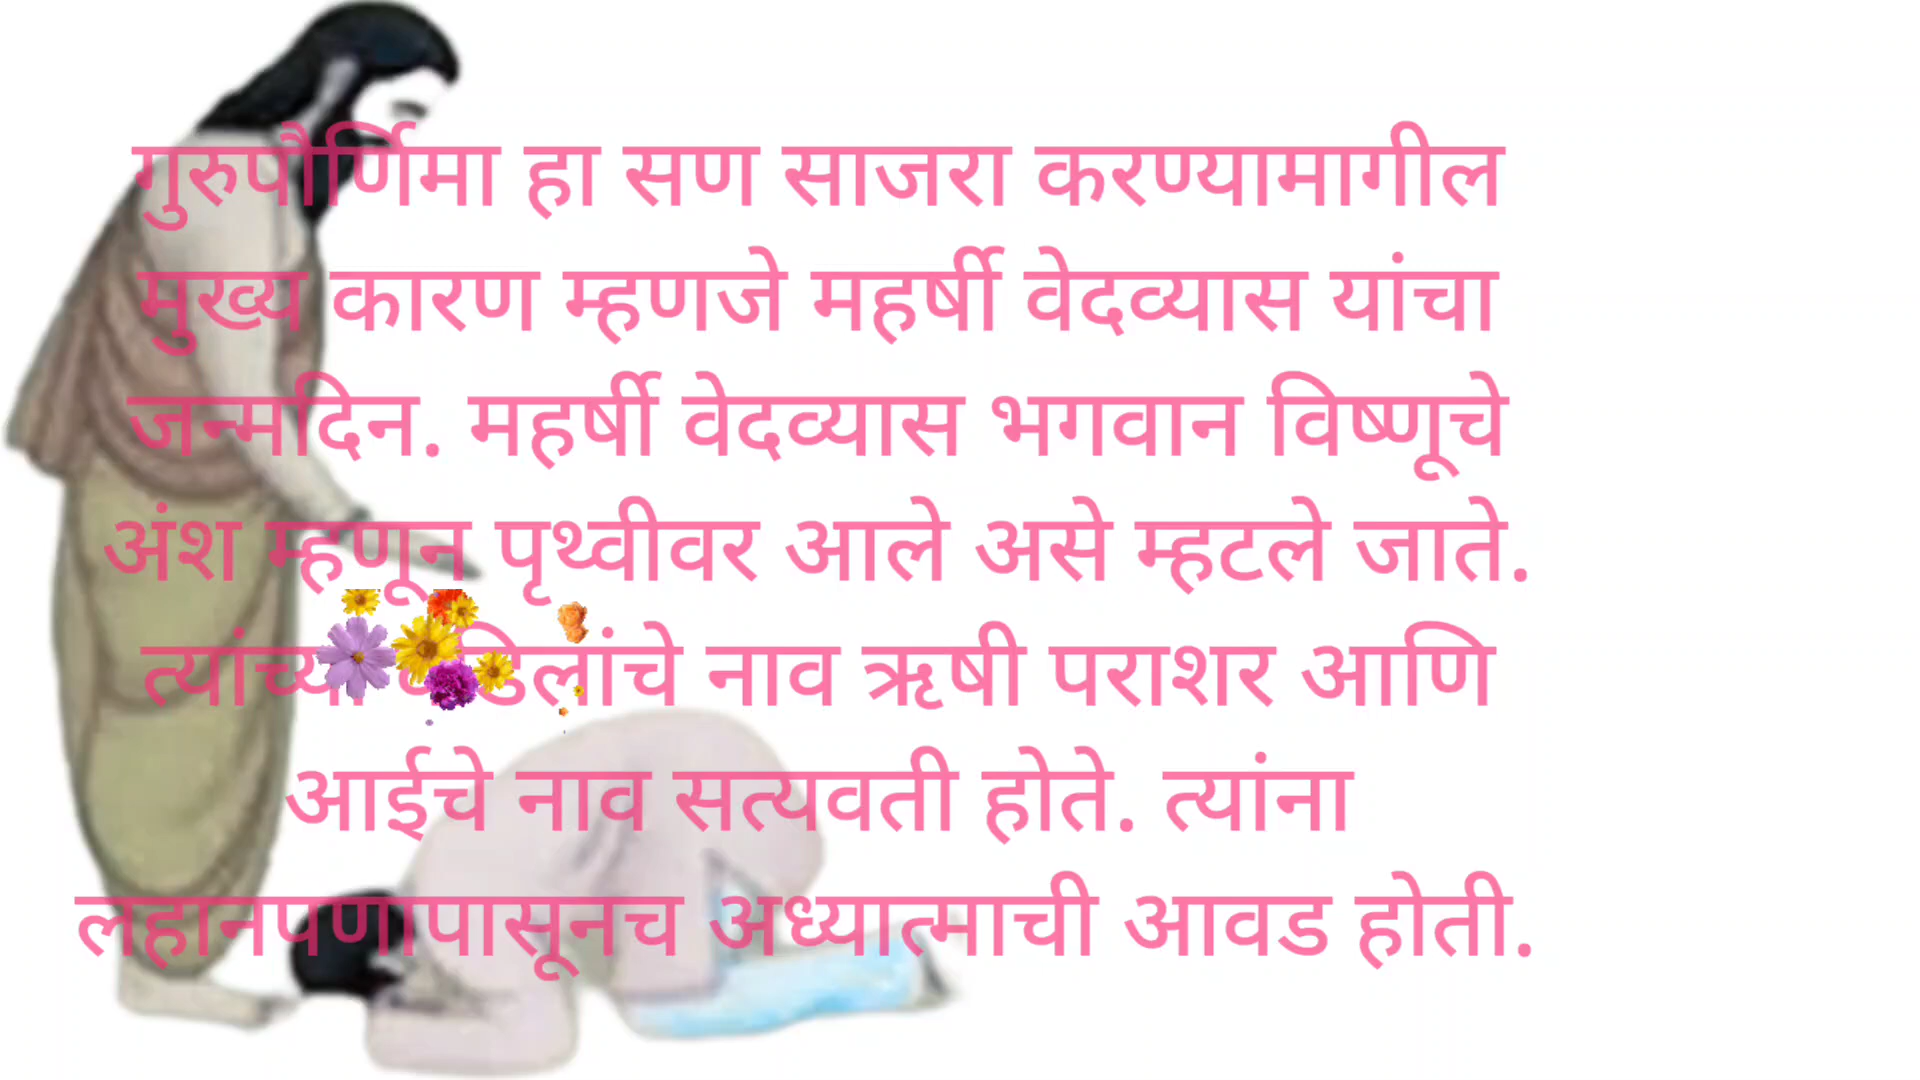 गुरुपौर्णिमा हा सण साजरा करण्यामागील
मुख्य कारण म्हणजे महर्षी वेदव्यास यांचा
जन्मदिन. महर्षी वेदव्यास भगवान विष्णूचे
अंश म्हणून पृथ्वीवर आले असे म्हटले जाते.
त्यांच्या वडिलांचे नाव ऋषी पराशर आणि
आईचे नाव सत्यवती होते. त्यांना
लहानपणापासूनच अध्यात्माची आवड होती.